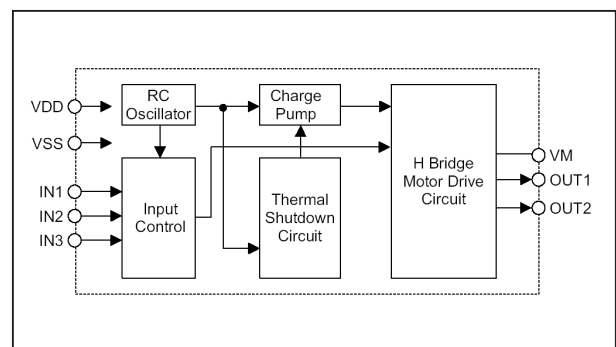 VDD
VSS
IN1
IN2
IN3
RC
Oscillator
Input
Control
Charge
Pump
Thermal
Shutdown
Circuit
H Bridge
Motor Drive
Circuit
VM
OUT1
OUT2